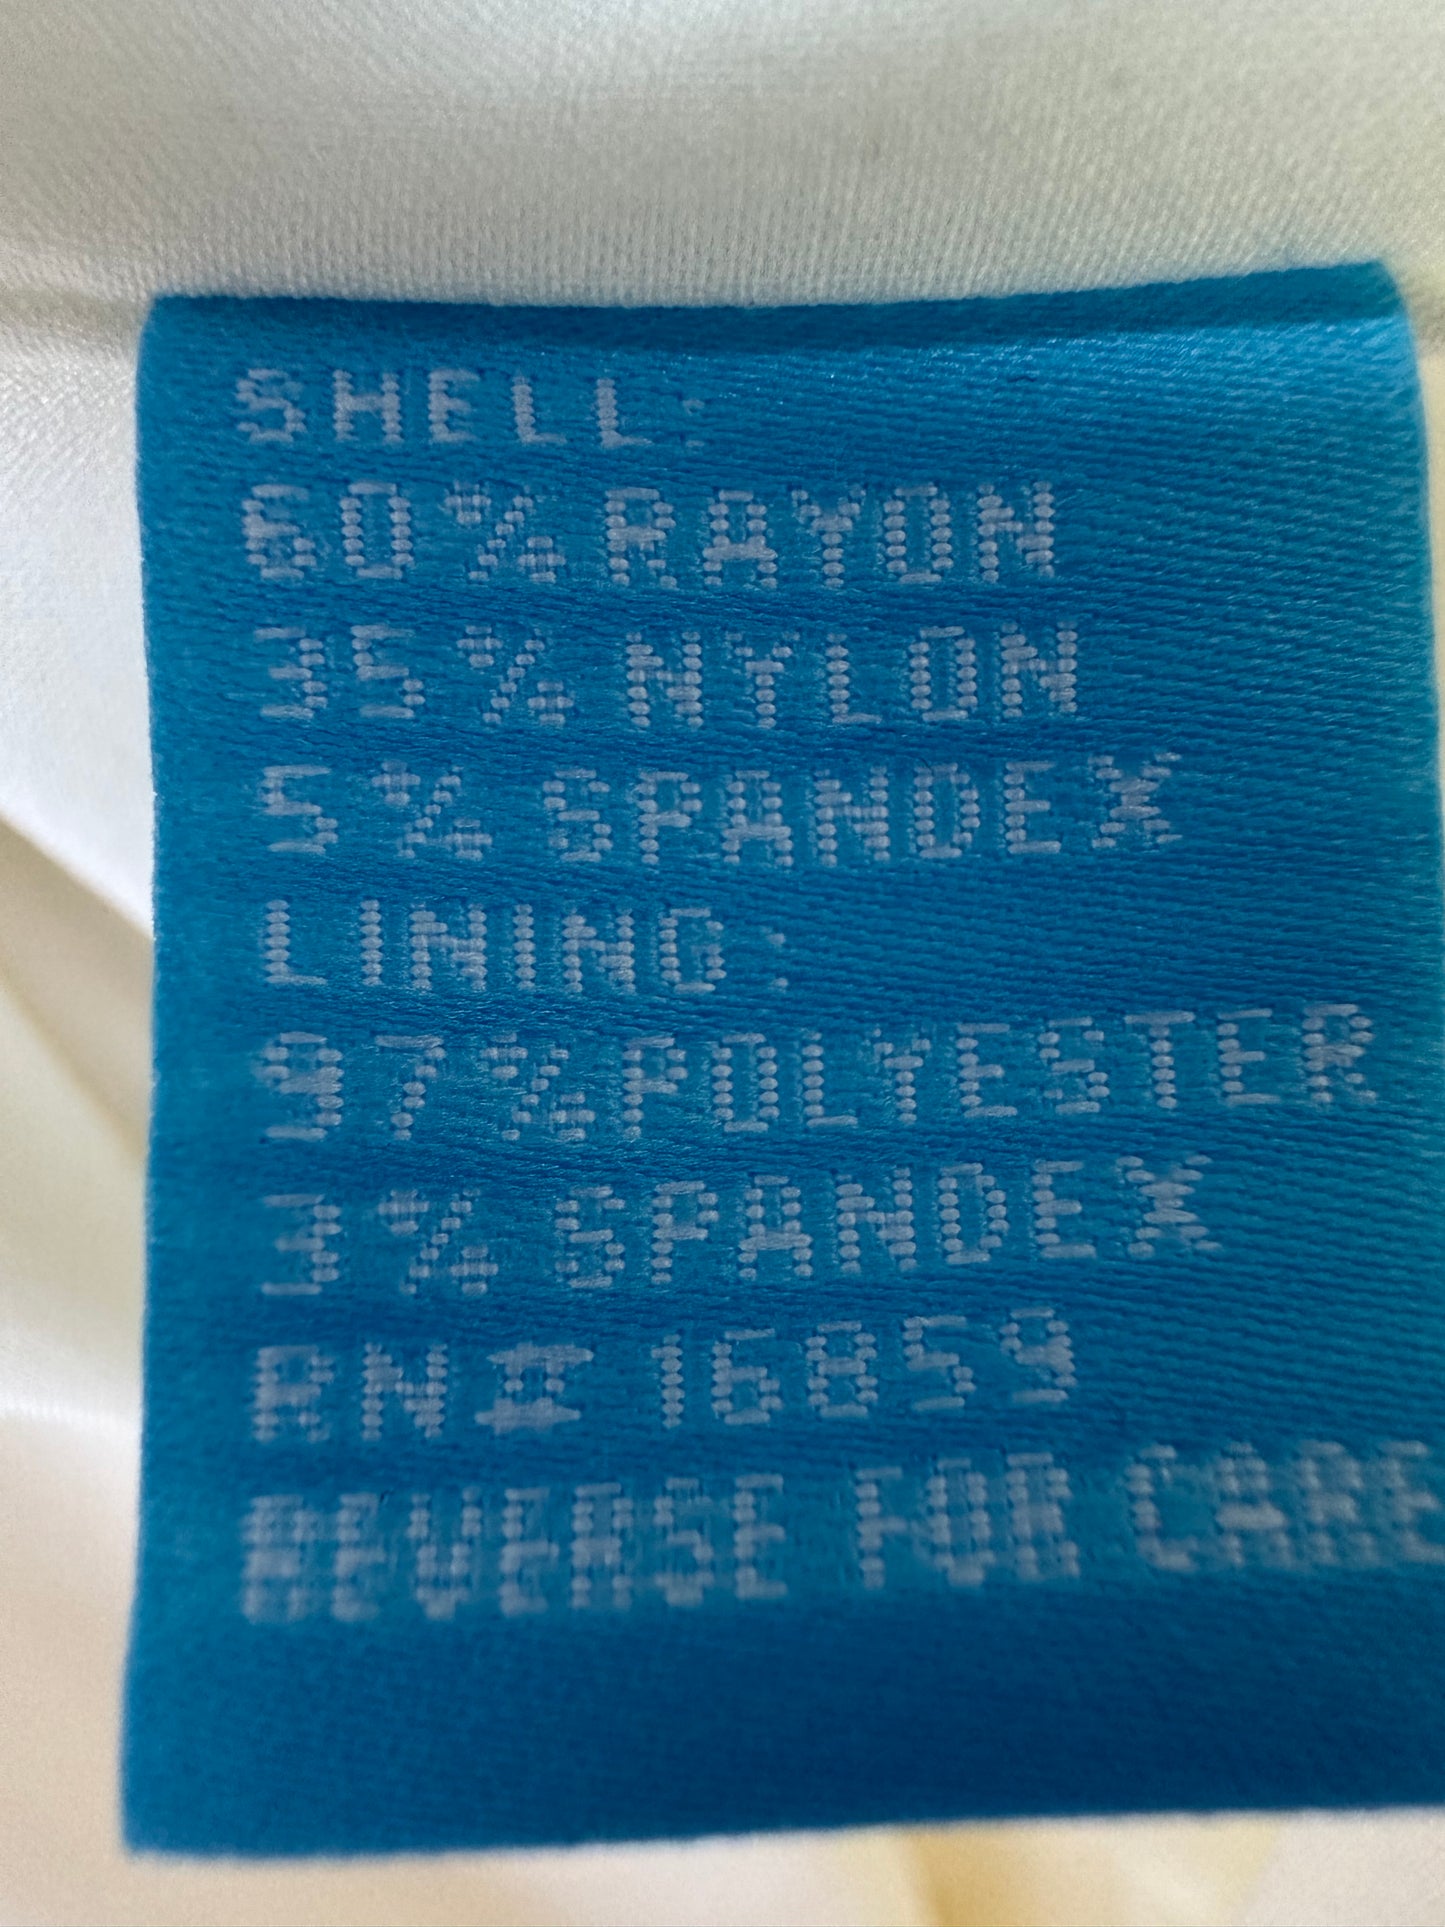 SHELL:
60% RAYON
35% NYLON
5% SPANDEX
LINING:
97% POLYESTER
3% SPANDEX
RN# 16859
REVERSE FOR CARE